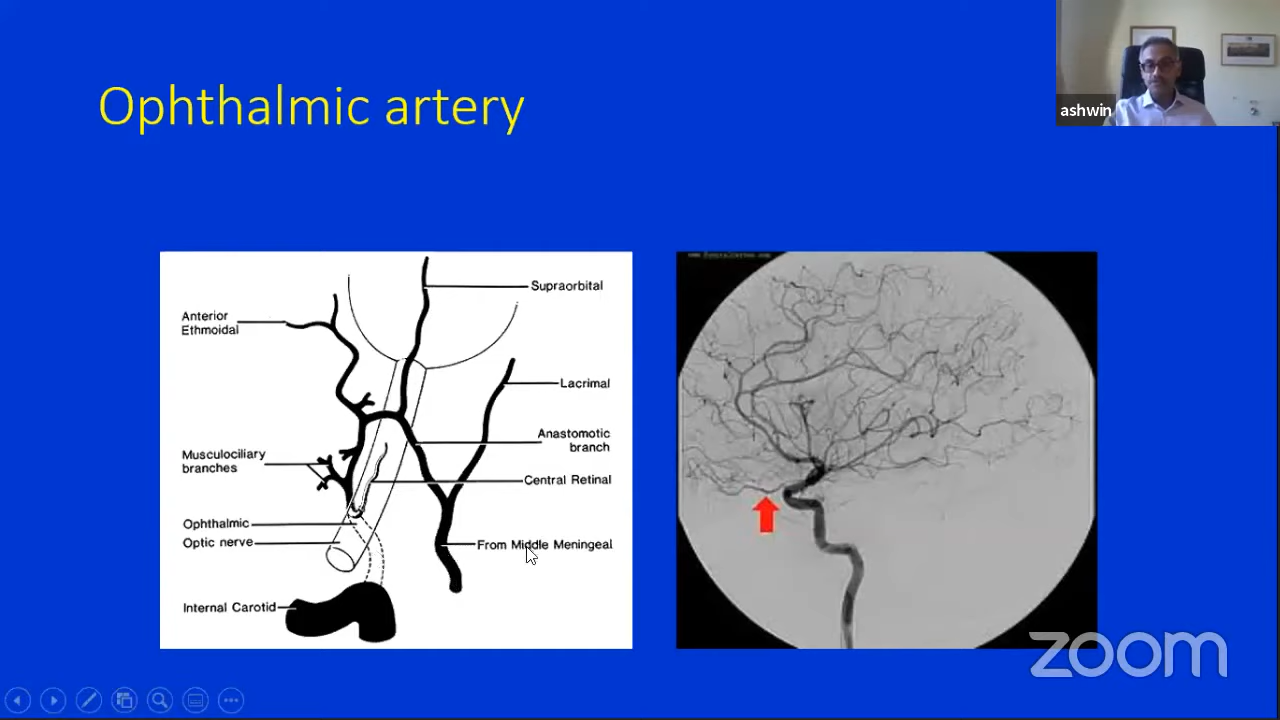 Ophthalmic artery
ashwin
Supraorbital
Anterior
Ethmoidal
Lacrimal
Anastomotic
branch
Musculociliary
branches
Central Retinal
Ophthalmic
Optic nerve
From Middle Meningeal
Internal Carotid
zoom